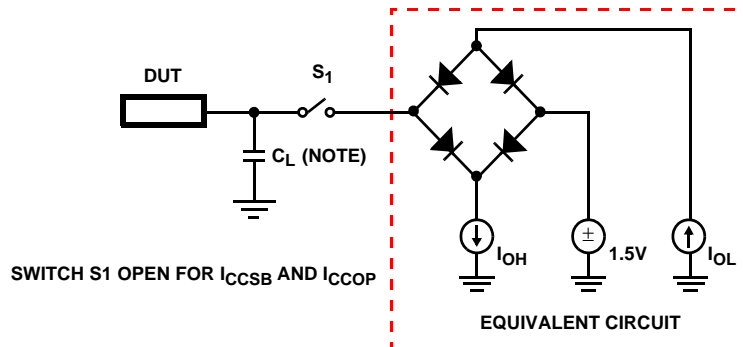 DUT
S1
CL (NOTE)
±
IOH
1.5V
IOL
SWITCH S1 OPEN FOR ICCSB AND ICCOP
EQUIVALENT CIRCUIT